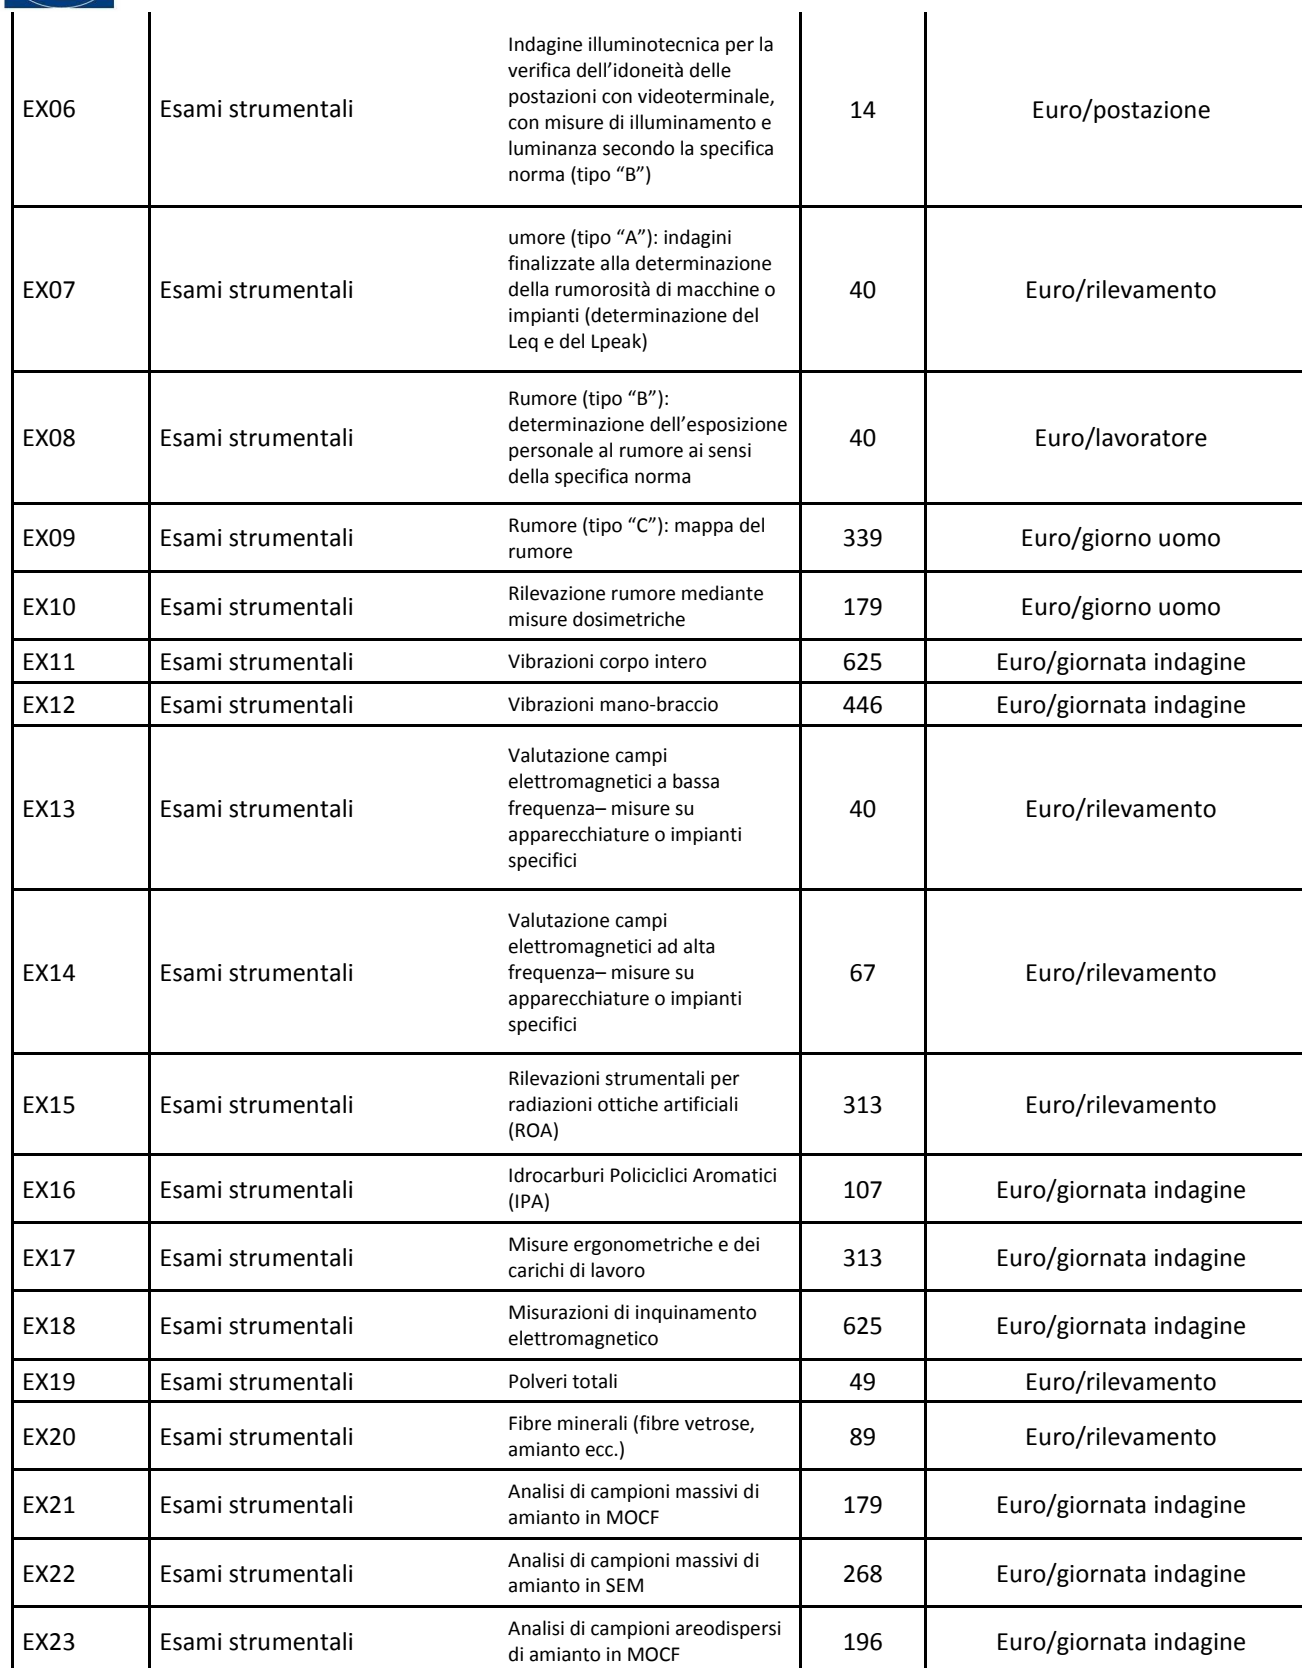 Indagine illuminotecnica per la
verifica dell’idoneità delle
postazioni con videoterminale,
EX06 Esami strumentali con misure di illuminamento e 14 Euro/postazione
luminanza secondo la specifica
norma (tipo “B”)
umore (tipo “A”): indagini
finalizzate alla determinazione
EX07 Esami strumentali della rumorosità di macchine o 40 Euro/rilevamento
impianti (determinazione del
Leq e del Lpeak)
Rumore (tipo “B”):
determinazione dell’esposizione
EX08 Esami strumentali personale al rumore ai sensi 40 Euro/lavoratore
della specifica norma
EX09 Esami strumentali Rumore (tipo “C”): mappa del 339 Euro/giorno uomo
rumore
EX10 Esami strumentali Rilevazione rumore mediante 179 Euro/giorno uomo
misure dosimetriche
EX11 Esami strumentali Vibrazioni corpo intero 625 Euro/giornata indagine
EX12 Esami strumentali Vibrazioni mano-braccio 446 Euro/giornata indagine
Valutazione campi
elettromagnetici a bassa
EX13 Esami strumentali frequenza– misure su 40 Euro/rilevamento
apparecchiature o impianti
specifici
Valutazione campi
elettromagnetici ad alta
EX14 Esami strumentali frequenza– misure su 67 Euro/rilevamento
apparecchiature o impianti
specifici
Rilevazioni strumentali per
EX15 Esami strumentali radiazioni ottiche artificiali 313 Euro/rilevamento
(ROA)
EX16 Esami strumentali Idrocarburi Policiclici Aromatici 107 Euro/giornata indagine
(IPA)
EX17 Esami strumentali Misure ergonometriche e dei 313 Euro/giornata indagine
carichi di lavoro
EX18 Esami strumentali Misurazioni di inquinamento 625 Euro/giornata indagine
elettromagnetico
EX19 Esami strumentali Polveri totali 49 Euro/rilevamento
EX20 Esami strumentali Fibre minerali (fibre vetrose, 89 Euro/rilevamento
amianto ecc.)
EX21 Esami strumentali Analisi di campioni massivi di 179 Euro/giornata indagine
amianto in MOCF
EX22 Esami strumentali Analisi di campioni massivi di 268 Euro/giornata indagine
amianto in SEM
EX23 Esami strumentali Analisi di campioni areodispersi 196 Euro/giornata indagine
di amianto in MOCF